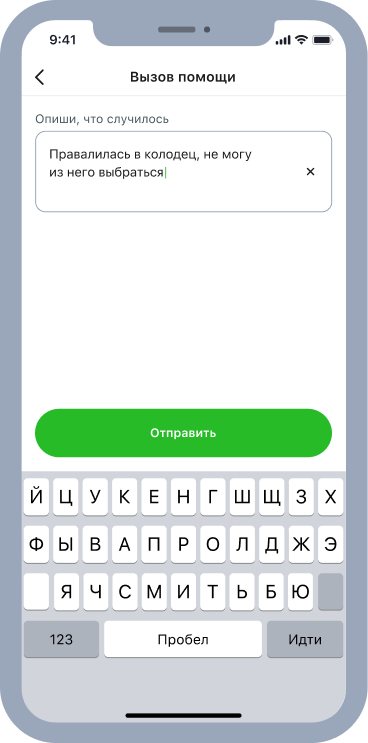 9:41
Вызов помощи
Опиши, что случилось
Правалилась в колодец, не могу
из него выбраться
×
Отправить
Й Ц У К Е Н Г Ш Щ З Х
Ф Ы В А П Р О Л Д Ж Э
Я Ч С М И Т Ь Б Ю
123 Пробел Идти